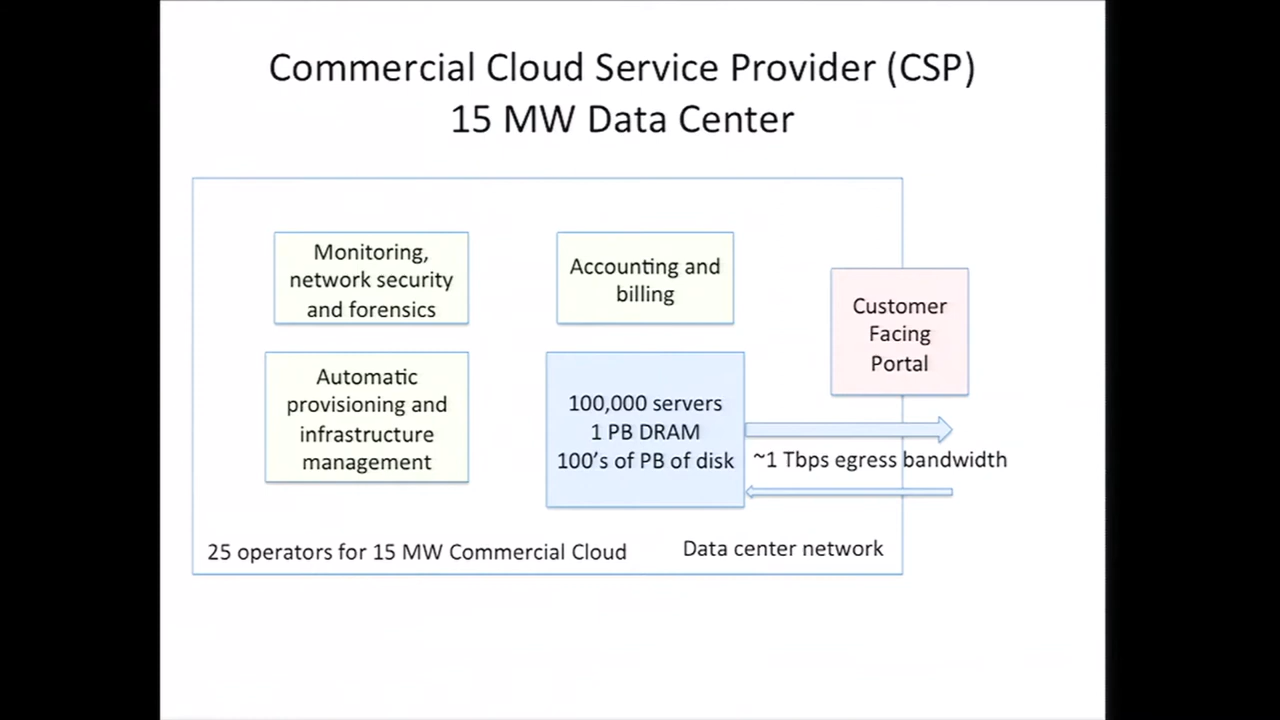 Commercial Cloud Service Provider (CSP)
15 MW Data Center
Monitoring,
network security
and forensics
Accounting and
billing
Customer
Facing
Portal
Automatic
provisioning and
infrastructure
management
100,000 servers
1 PB DRAM
100's of PB of disk
~1 Tbps egress bandwidth
25 operators for 15 MW Commercial Cloud
Data center network